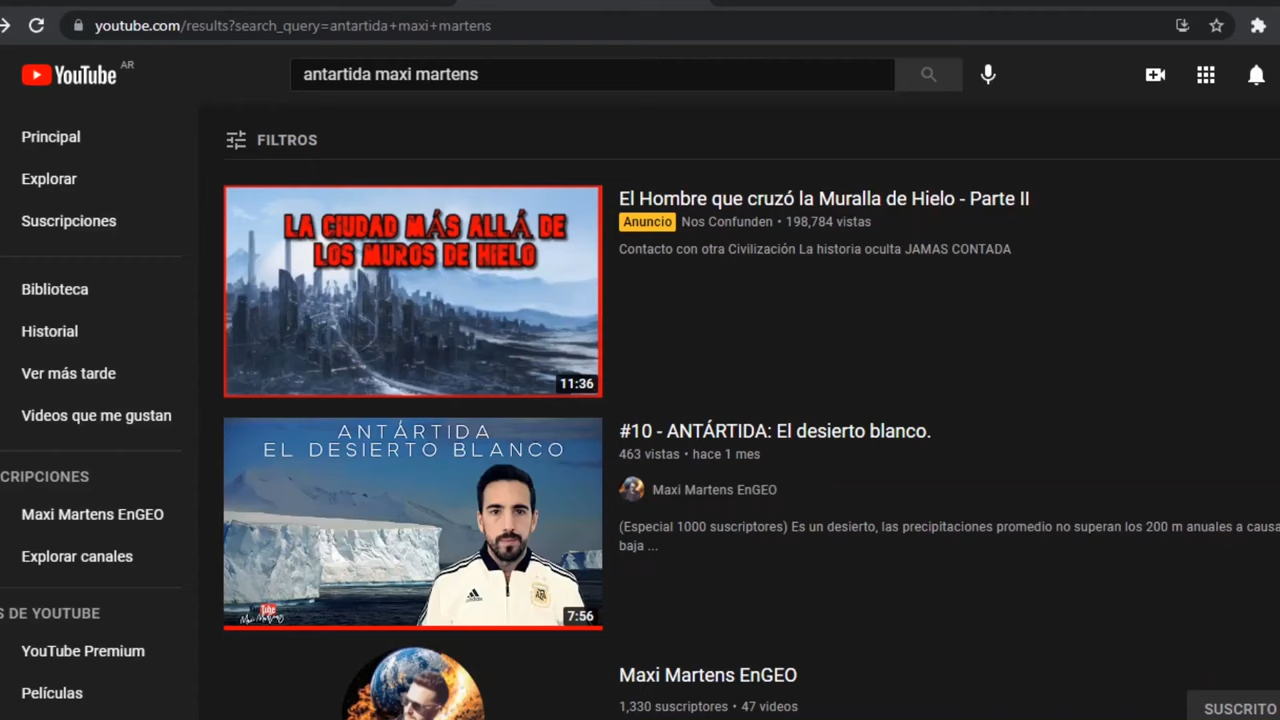 youtube.com/results?search_query=antartida+maxi+martens
YouTube AR
antartida maxi martens
Principal
Explorar
Suscripciones
Biblioteca
Historial
Ver más tarde
Videos que me gustan
CRIPCIONES
Maxi Martens EnGEO
Explorar canales
S DE YOUTUBE
YouTube Premium
Películas
FILTROS
LA CIUDAD MÁS ALLÁ DE
LOS MUROS DE HIELO
11:36
El Hombre que cruzó la Muralla de Hielo - Parte II
Anuncio Nos Confunden • 198,784 vistas
Contacto con otra Civilización La historia oculta JAMAS CONTADA
ANTÁRTIDA
EL DESIERTO BLANCO
adidas
AFA
Tube
Maxi Martens
7:56
#10 - ANTÁRTIDA: El desierto blanco.
463 vistas • hace 1 mes
Maxi Martens EnGEO
(Especial 1000 suscriptores) Es un desierto, las precipitaciones promedio no superan los 200 m anuales a causa
baja ...
Maxi Martens EnGEO
1,330 suscriptores • 47 videos
SUSCRITO